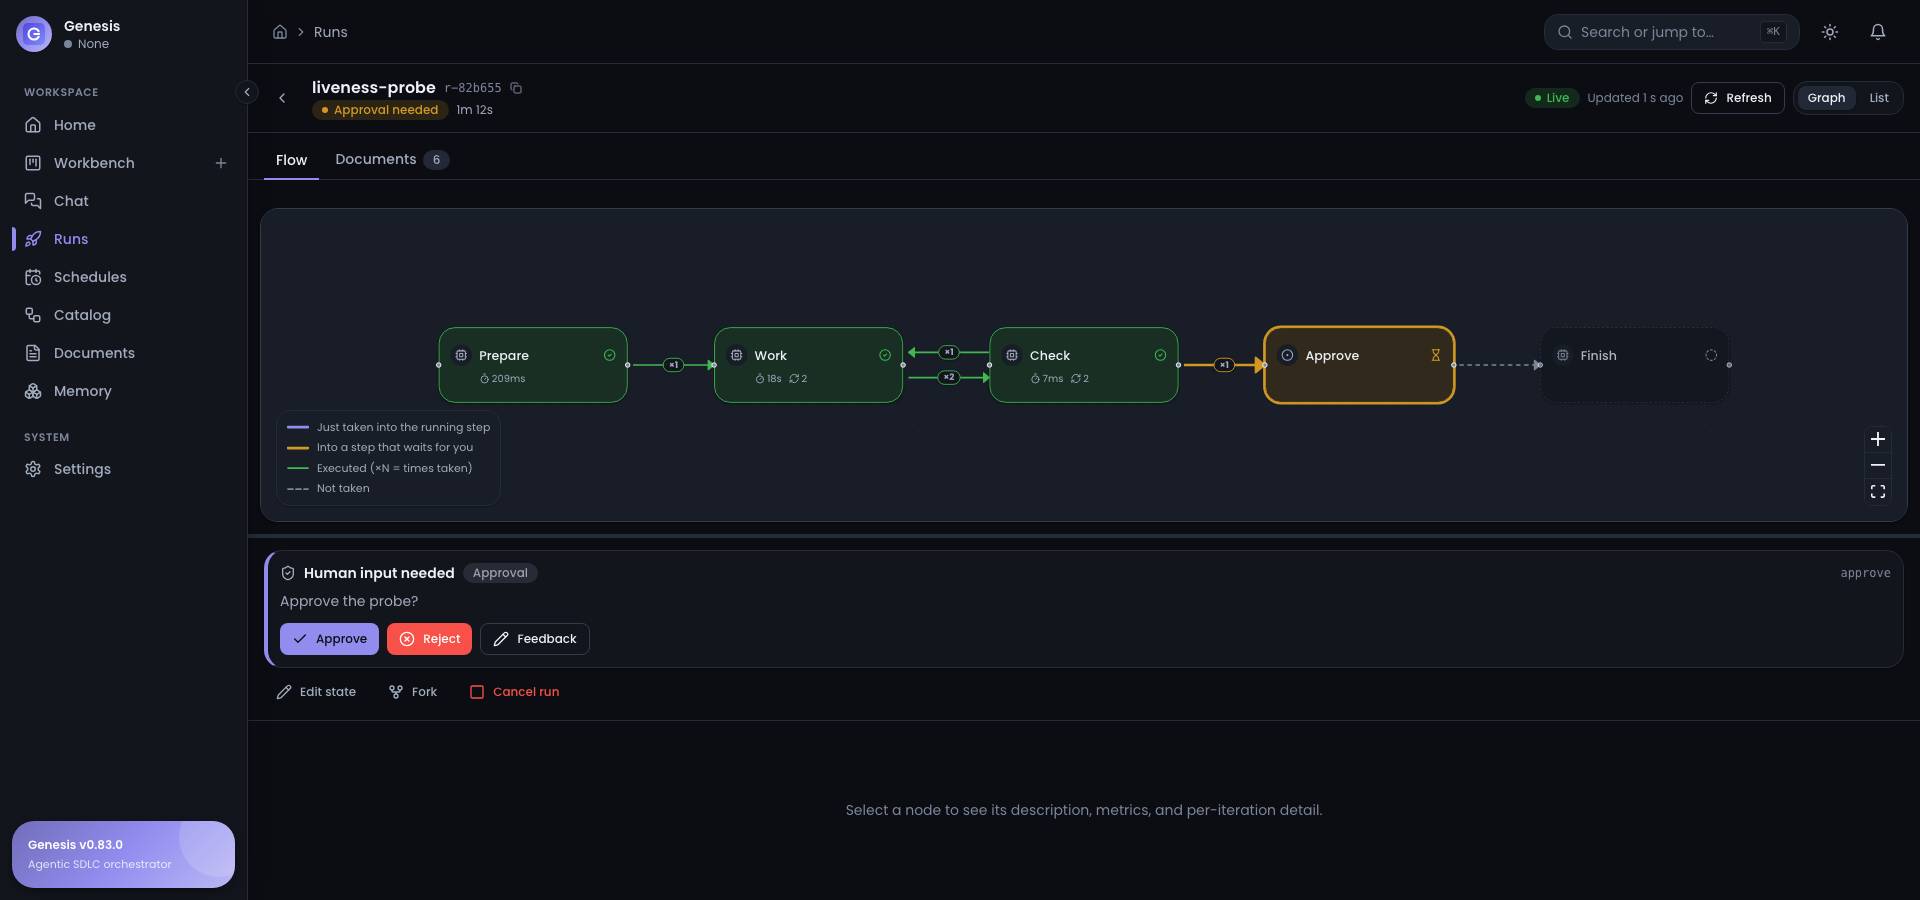 Genesis
None
WORKSPACE
Home
Workbench
Chat
Runs
Schedules
Catalog
Documents
Memory
SYSTEM
Settings
Genesis v0.83.0
Agentic SDLC orchestrator
Runs
Search or jump to...
⌘K
liveness-probe r-82b655
Approval needed 1m 12s
Live Updated 1 s ago Refresh Graph List
Flow Documents 6
Prepare
209ms
×1
Work
18s 2
×1
×2
Check
7ms 2
×1
Approve
Finish
Just taken into the running step
Into a step that waits for you
Executed (×N = times taken)
Not taken
Human input needed Approval approve
Approve the probe?
Approve Reject Feedback
Edit state Fork Cancel run
Select a node to see its description, metrics, and per-iteration detail.